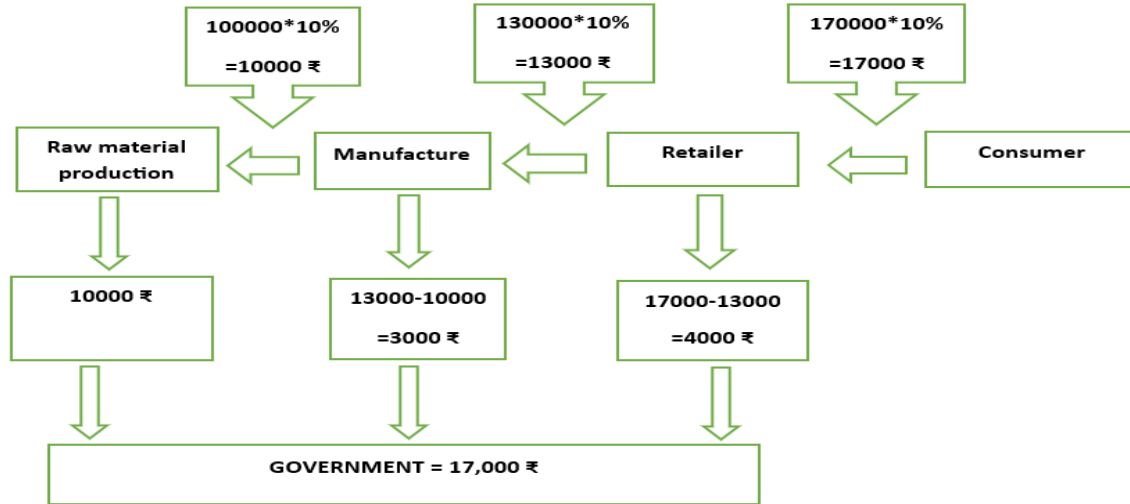 100000*10%
=10000 ₹
130000*10%
=13000 ₹
170000*10%
=17000 ₹
Raw material
production
Manufacture
Retailer
Consumer
10000 ₹
13000-10000
=3000 ₹
17000-13000
=4000 ₹
GOVERNMENT = 17,000 ₹